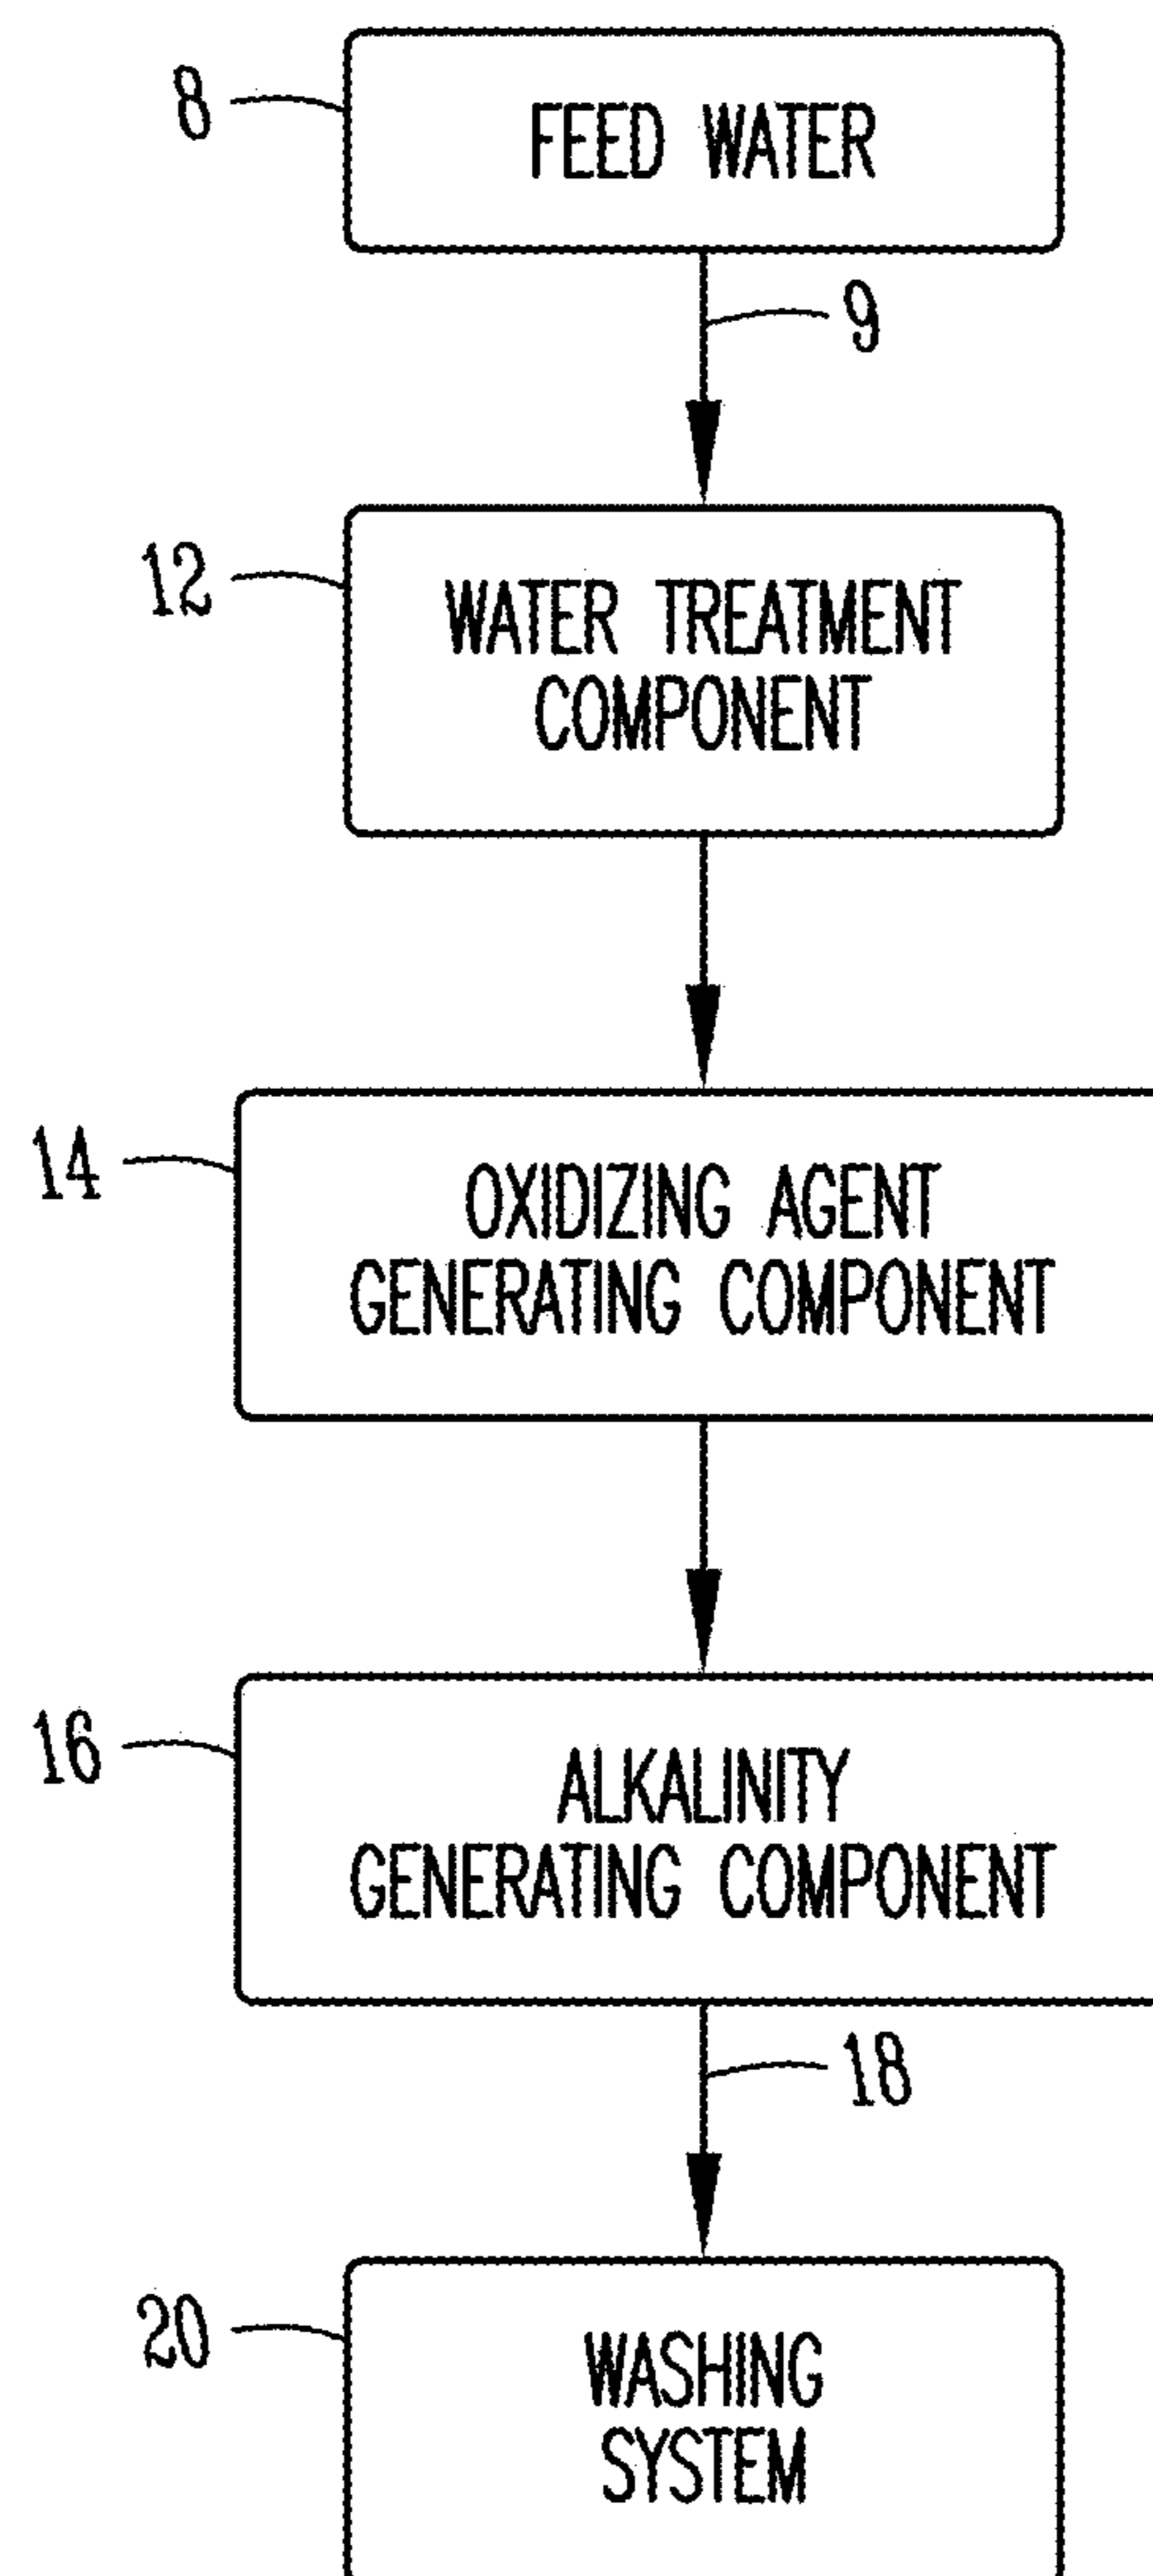 8
FEED WATER
9
12
WATER TREATMENT
COMPONENT
14
OXIDIZING AGENT
GENERATING COMPONENT
16
ALKALINITY
GENERATING COMPONENT
18
20
WASHING
SYSTEM